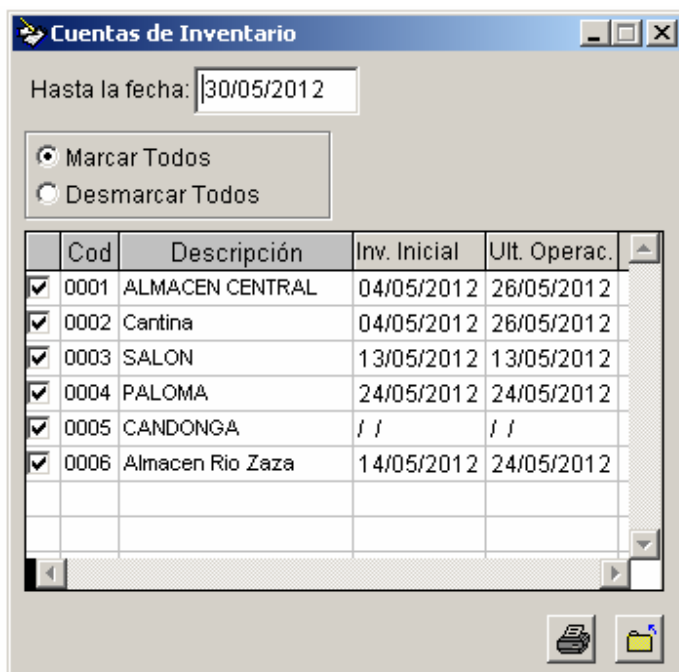 Cuentas de Inventario
Hasta la fecha: 30/05/2012
Marcar Todos
Desmarcar Todos
Cod Descripción Inv. Inicial Ult. Operac.
0001 ALMACEN CENTRAL 04/05/2012 26/05/2012
0002 Cantina 04/05/2012 26/05/2012
0003 SALON 13/05/2012 13/05/2012
0004 PALOMA 24/05/2012 24/05/2012
0005 CANDONGA / / / /
0006 Almacen Rio Zaza 14/05/2012 24/05/2012